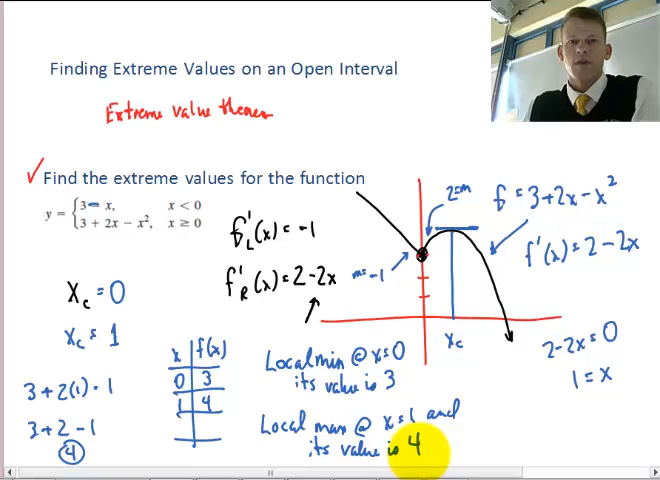 Finding Extreme Values on an Open Interval
Extreme value theorem
✓ Find the extreme values for the function
y = { 3 - x, x < 0
3 + 2x − x², x ≥ 0
f'L(x) = -1
f'R(x) = 2-2x
m=-1
2=m
f = 3+2x-x²
f'(x) = 2-2x
Xc
2-2x=0
1=x
Xc = 0
Xc = 1
3+2(1)-1
3+2-1
4
x f(x)
0 3
1 4
Local min @ x=0
its value is 3
Local max @ x=1 and
its value is 4